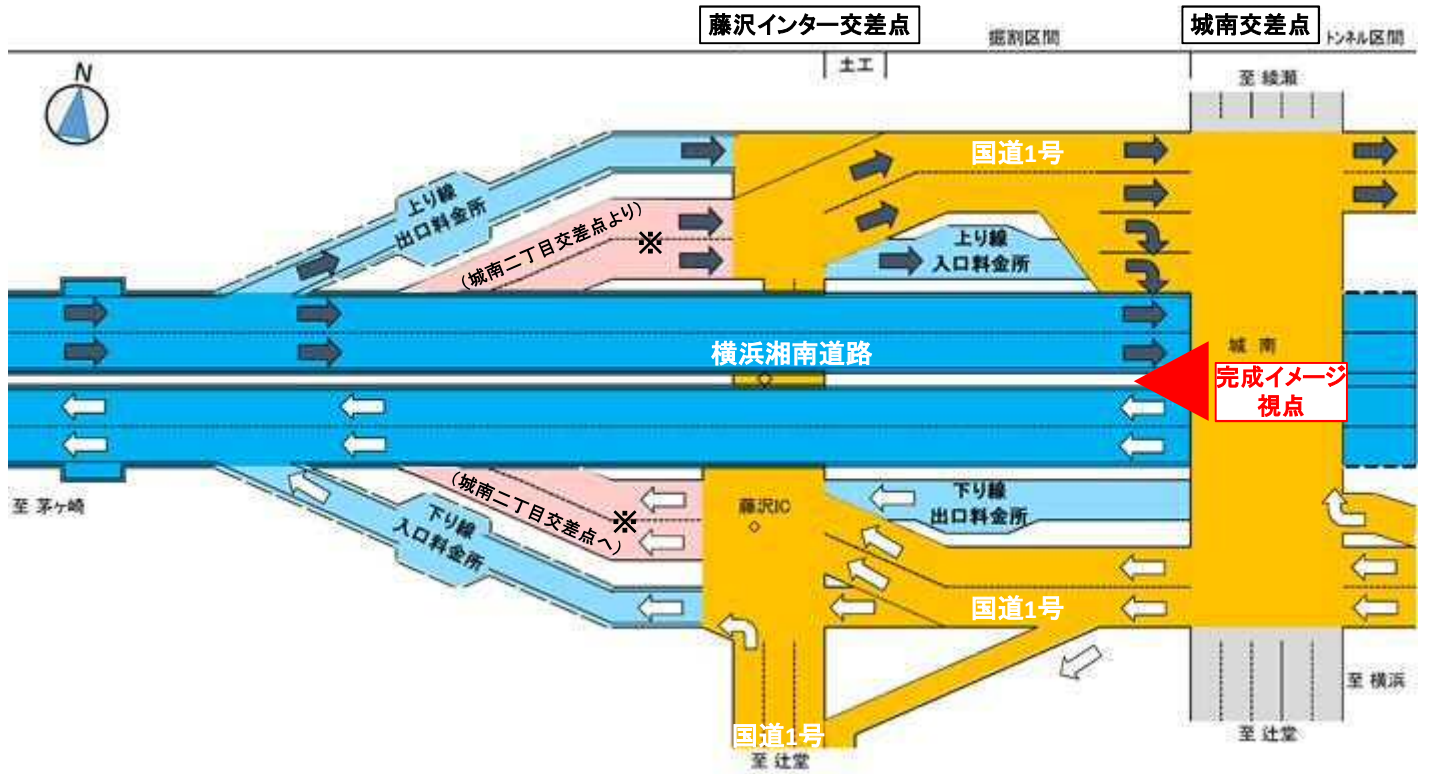 藤沢インター交差点
掘割区間
城南交差点
トンネル区間
土工
N
至 綾瀬
国道1号
上り線
出口料金所
(城南二丁目交差点より)
※
上り線
入口料金所
横浜湘南道路
城 南
完成イメージ
視点
至 茅ヶ崎
下り線
入口料金所
(城南二丁目交差点へ)
※
藤沢IC
下り線
出口料金所
国道1号
至 横浜
国道1号
至 辻堂
至 辻堂